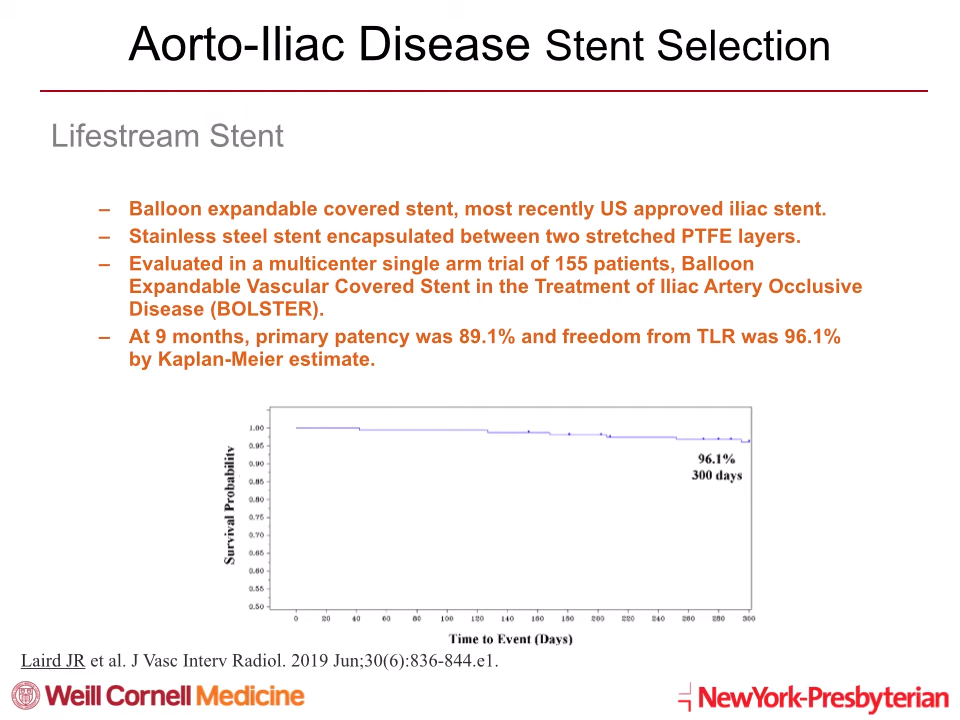 Aorto-Iliac Disease Stent Selection
Lifestream Stent
– Balloon expandable covered stent, most recently US approved iliac stent.
– Stainless steel stent encapsulated between two stretched PTFE layers.
– Evaluated in a multicenter single arm trial of 155 patients, Balloon
Expandable Vascular Covered Stent in the Treatment of Iliac Artery Occlusive
Disease (BOLSTER).
– At 9 months, primary patency was 89.1% and freedom from TLR was 96.1%
by Kaplan-Meier estimate.
Survival Probability
1.00
0.95
0.90
0.85
0.80
0.75
0.70
0.65
0.60
0.55
0.50
96.1%
300 days
0 20 40 60 80 100 120 140 160 180 200 220 240 260 280 300
Time to Event (Days)
Laird JR et al. J Vasc Interv Radiol. 2019 Jun;30(6):836-844.e1.
Weill Cornell Medicine
NewYork-Presbyterian